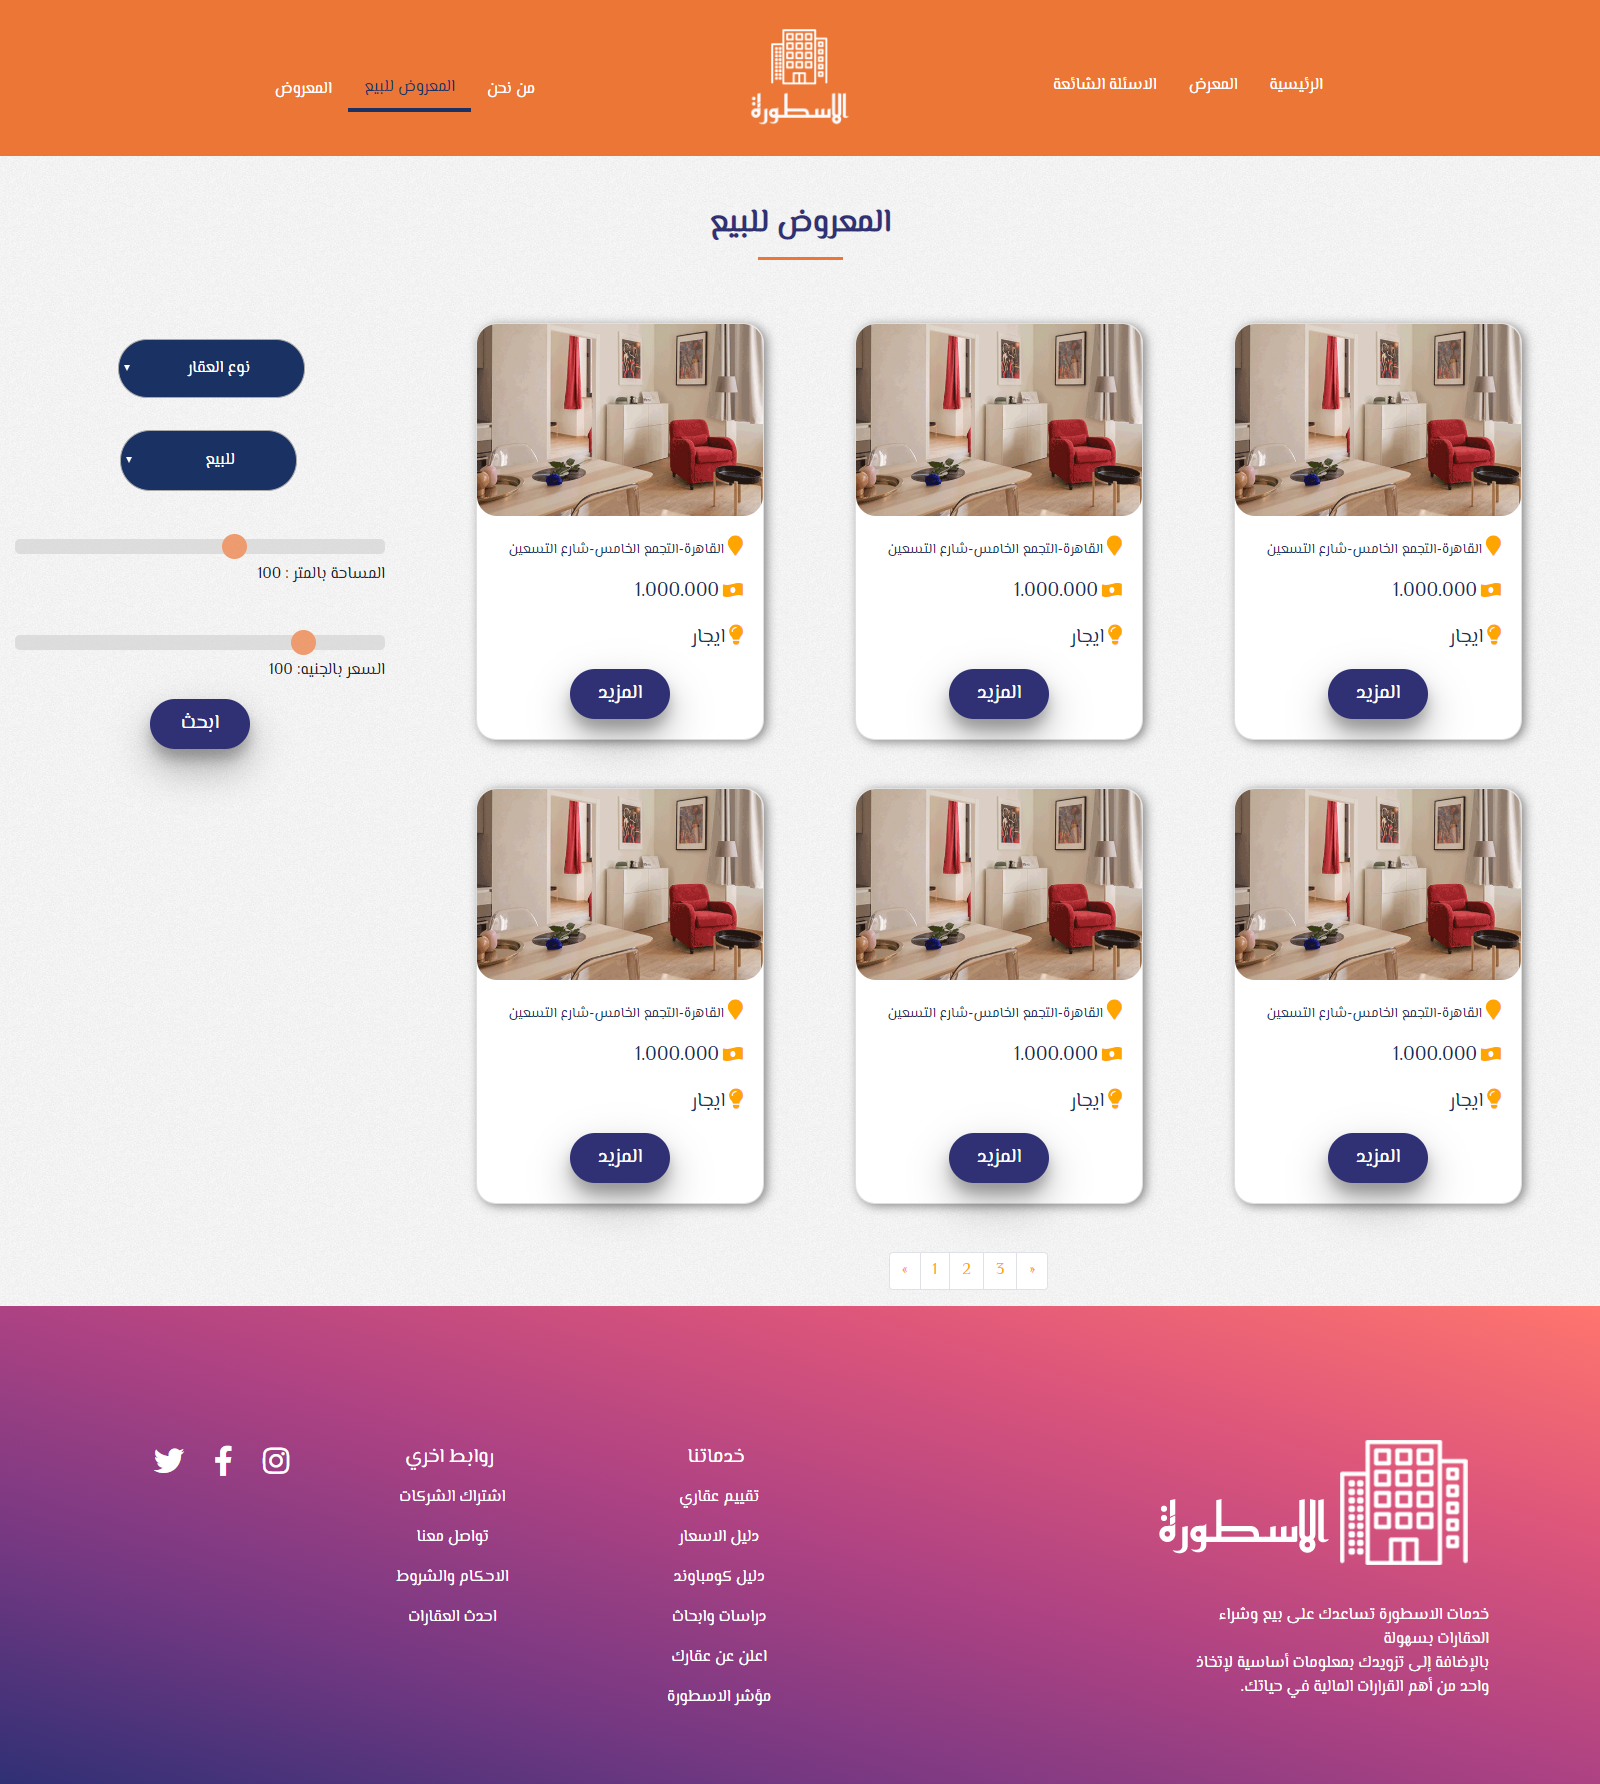 الرئيسية
المعرض
الاسئلة الشائعة
الاسطورة
من نحن
المعروض للبيع
المعروض
المعروض للبيع
القاهرة-التجمع الخامس-شارع التسعين
1.000.000
ايجار
المزيد
القاهرة-التجمع الخامس-شارع التسعين
1.000.000
ايجار
المزيد
القاهرة-التجمع الخامس-شارع التسعين
1.000.000
ايجار
المزيد
نوع العقار
للبيع
المساحة بالمتر : 100
السعر بالجنيه: 100
ابحث
القاهرة-التجمع الخامس-شارع التسعين
1.000.000
ايجار
المزيد
القاهرة-التجمع الخامس-شارع التسعين
1.000.000
ايجار
المزيد
القاهرة-التجمع الخامس-شارع التسعين
1.000.000
ايجار
المزيد
« 1 2 3 »
الاسطورة
خدمات الاسطورة تساعدك على بيع وشراء
العقارات بسهولة
بالإضافة إلى تزويدك بمعلومات أساسية لإتخاذ
واحد من أهم القرارات المالية في حياتك.
خدماتنا
تقييم عقاري
دليل الاسعار
دليل كومباوند
دراسات وابحاث
اعلن عن عقارك
مؤشر الاسطورة
روابط اخري
اشتراك الشركات
تواصل معنا
الاحكام والشروط
احدث العقارات